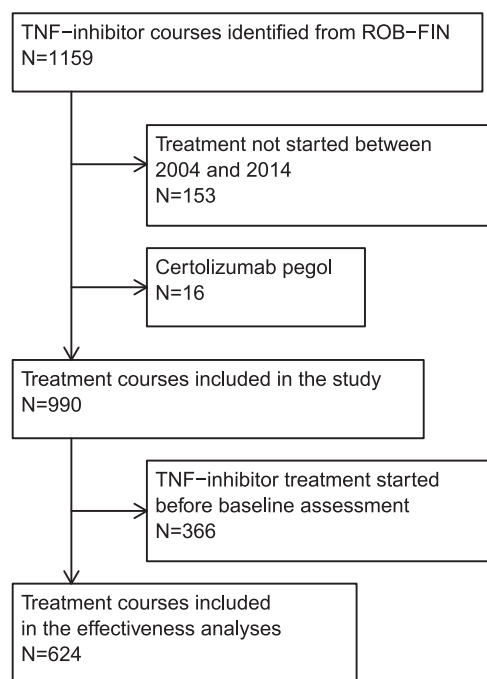 TNF−inhibitor courses identified from ROB−FIN
N=1159
Treatment not started between
2004 and 2014
N=153
Certolizumab pegol
N=16
Treatment courses included in the study
N=990
TNF−inhibitor treatment started
before baseline assessment
N=366
Treatment courses included
in the effectiveness analyses
N=624